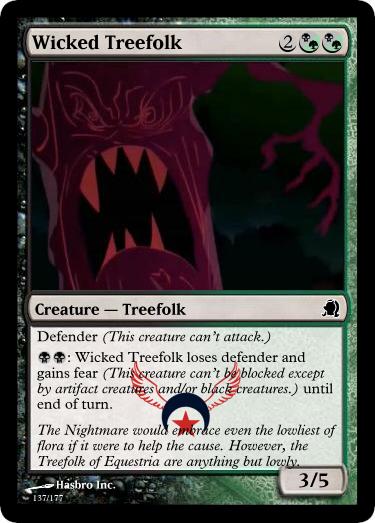 Wicked Treefolk 2
Creature — Treefolk
Defender (This creature can't attack.)
: Wicked Treefolk loses defender and
gains fear (This creature can't be blocked except
by artifact creatures and/or black creatures.) until
end of turn.
The Nightmare would embrace even the lowliest of
flora if it were to help the cause. However, the
Treefolk of Equestria are anything but lowly.
Hasbro Inc.
3/5
137/177